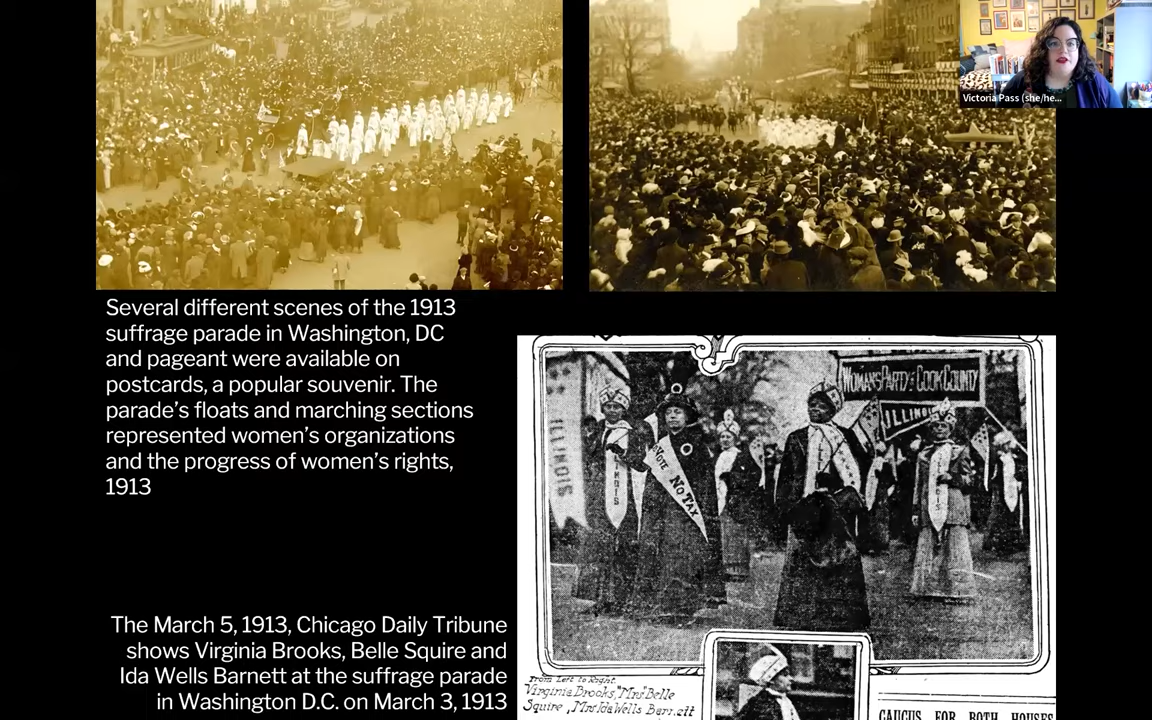 Victoria Pass (she/he...
Several different scenes of the 1913
suffrage parade in Washington, DC
and pageant were available on
postcards, a popular souvenir. The
parade's floats and marching sections
represented women's organizations
and the progress of women's rights,
1913
WOMAN'S PARTY OF COOK COUNTY
ILLINOIS
ILLINOIS
VOTE NO TAX
The March 5, 1913, Chicago Daily Tribune
shows Virginia Brooks, Belle Squire and
Ida Wells Barnett at the suffrage parade
in Washington D.C. on March 3, 1913
From Left to Right.
Virginia Brooks, Mrs Belle
Squire, Mrs Ida Wells Barnett
CAUCUS FOR BOTH HOUSES